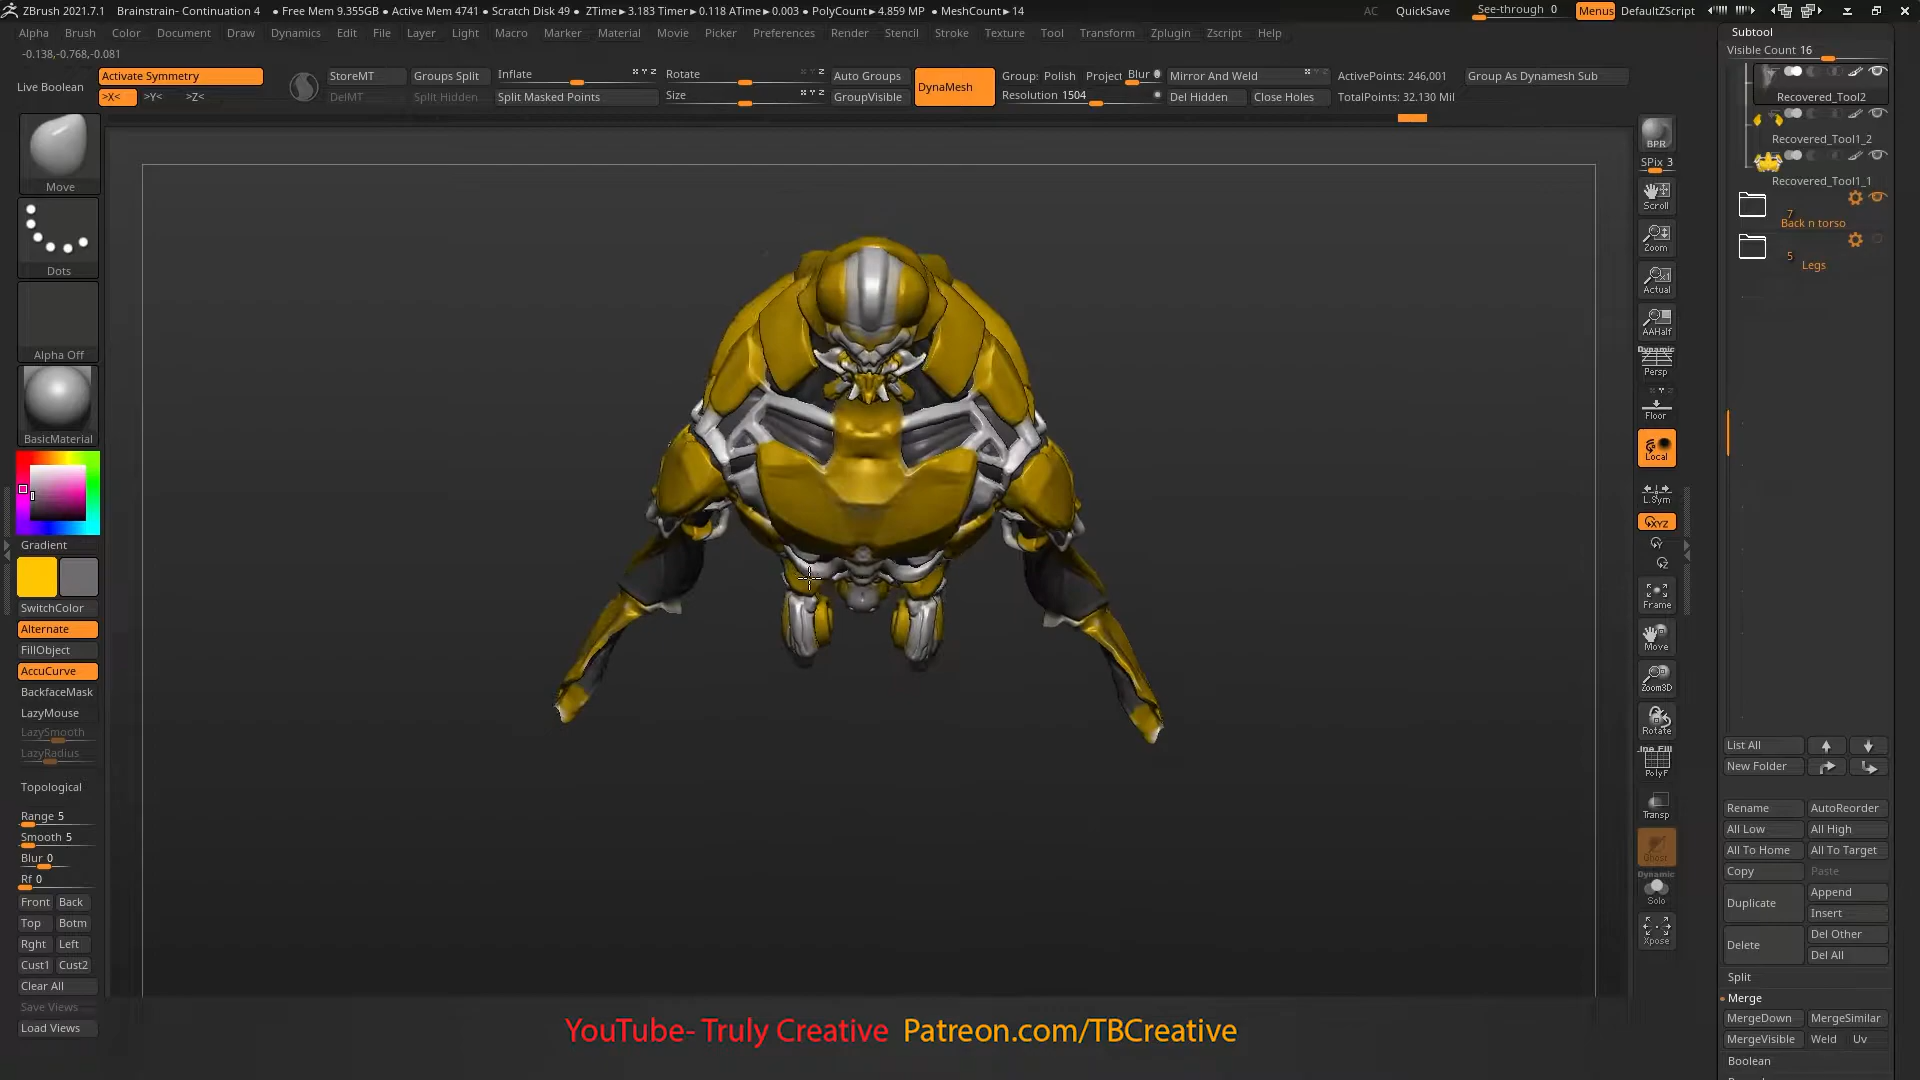 ZBrush 2021.7.1 Brainstrain- Continuation 4 • Free Mem 9.355GB • Active Mem 4741 • Scratch Disk 49 • ZTime▸3.183 Timer▸0.118 ATime▸0.003 • PolyCount▸4.859 MP • MeshCount▸14 AC QuickSave See-through 0 Menus DefaultZScript
Alpha Brush Color Document Draw Dynamics Edit File Layer Light Macro Marker Material Movie Picker Preferences Render Stencil Stroke Texture Tool Transform Zplugin Zscript Help
-0.138,-0.768,-0.081
Live Boolean
Activate Symmetry
>X< >Y< >Z<
StoreMT
DelMT
Groups Split
Split Hidden
Inflate
Split Masked Points
Rotate
Size
Auto Groups
GroupVisible
DynaMesh
Group: Polish Project Blur
Resolution 1504
Mirror And Weld
Del Hidden Close Holes
ActivePoints: 246,001
TotalPoints: 32.130 Mil
Group As Dynamesh Sub
Move
Dots
Alpha Off
BasicMaterial
Gradient
SwitchColor
Alternate
FillObject
AccuCurve
BackfaceMask
LazyMouse
LazySmooth
LazyRadius
Topological
Range 5
Smooth 5
Blur 0
Rf 0
Front Back
Top Botm
Rght Left
Cust1 Cust2
Clear All
Save Views
Load Views
BPR
SPix 3
Scroll
Zoom
Actual
AAHalf
Dynamic
Persp
Floor
Local
L.Sym
XYZ
Frame
Move
Zoom3D
Rotate
Line Fill
PolyF
Transp
Ghost
Dynamic
Solo
Xpose
Subtool
Visible Count 16
Recovered_Tool2
Recovered_Tool1_2
Recovered_Tool1_1
7
Back n torso
5
Legs
List All
New Folder
Rename AutoReorder
All Low All High
All To Home All To Target
Copy Paste
Duplicate Append
Insert
Delete Del Other
Del All
Split
Merge
MergeDown MergeSimilar
MergeVisible Weld Uv
Boolean
YouTube- Truly Creative Patreon.com/TBCreative